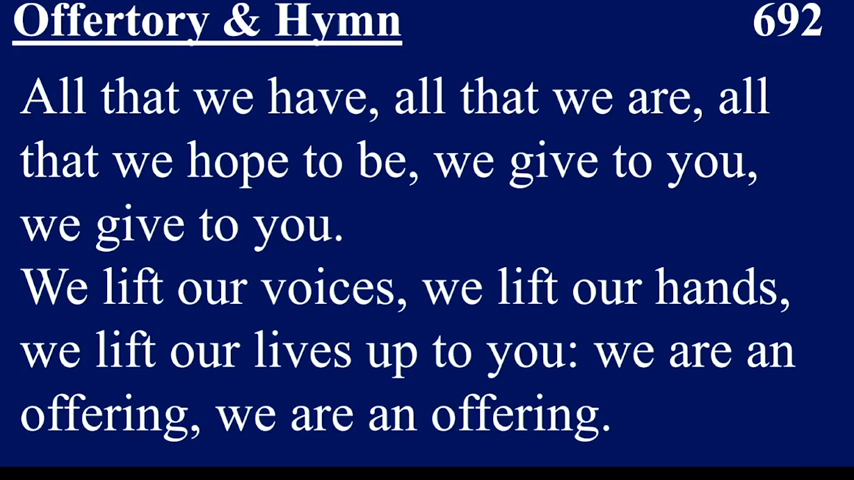 Offertory & Hymn 692
All that we have, all that we are, all
that we hope to be, we give to you,
we give to you.
We lift our voices, we lift our hands,
we lift our lives up to you: we are an
offering, we are an offering.